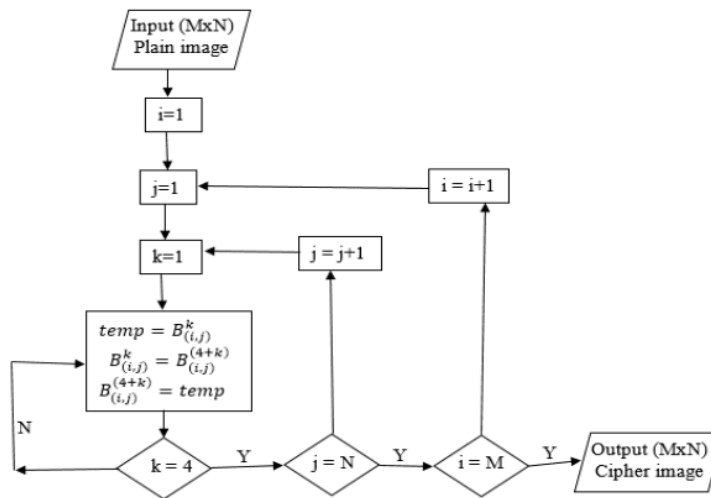 Input (MxN)
Plain image
i=1
j=1
i = i+1
k=1
j = j+1
temp = B^k_(i,j)
B^k_(i,j) = B^(4+k)_(i,j)
B^(4+k)_(i,j) = temp
N
k = 4
Y
j = N
Y
i = M
Y
Output (MxN)
Cipher image